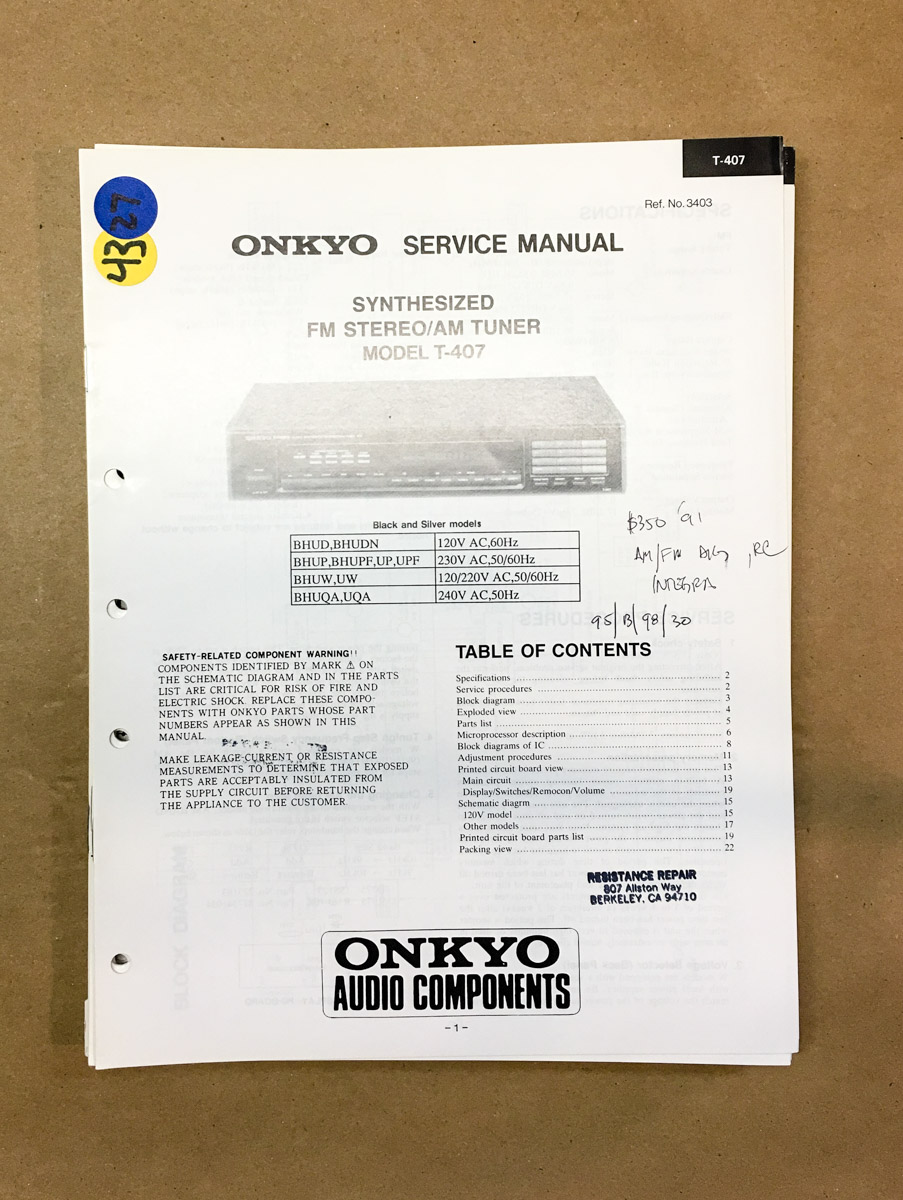 T-407
Ref. No. 3403
27
43
ONKYO SERVICE MANUAL
SYNTHESIZED
FM STEREO/AM TUNER
MODEL T-407
Black and Silver models
BHUD,BHUDN 120V AC,60Hz
BHUP,BHUPF,UP,UPF 230V AC,50/60Hz
BHUW,UW 120/220V AC,50/60Hz
BHUQA,UQA 240V AC,50Hz
$350 '91
AM/FM DIG, RC
INTEGRA
95/B/98/30
SAFETY-RELATED COMPONENT WARNING!!
COMPONENTS IDENTIFIED BY MARK ⚠ ON
THE SCHEMATIC DIAGRAM AND IN THE PARTS
LIST ARE CRITICAL FOR RISK OF FIRE AND
ELECTRIC SHOCK. REPLACE THESE COMPO-
NENTS WITH ONKYO PARTS WHOSE PART
NUMBERS APPEAR AS SHOWN IN THIS
MANUAL.
MAKE LEAKAGE-CURRENT OR RESISTANCE
MEASUREMENTS TO DETERMINE THAT EXPOSED
PARTS ARE ACCEPTABLY INSULATED FROM
THE SUPPLY CIRCUIT BEFORE RETURNING
THE APPLIANCE TO THE CUSTOMER.
TABLE OF CONTENTS
Specifications 2
Service procedures 2
Block diagram 3
Exploded view 4
Parts list 5
Microprocessor description 6
Block diagrams of IC 8
Adjustment procedures 11
Printed circuit board view 13
Main circuit 13
Display/Switches/Remocon/Volume 19
Schematic diagrm 15
120V model 15
Other models 17
Printed circuit board parts list 19
Packing view 22
RESISTANCE REPAIR
807 Allston Way
BERKELEY, CA 94710
ONKYO
AUDIO COMPONENTS
– 1 –